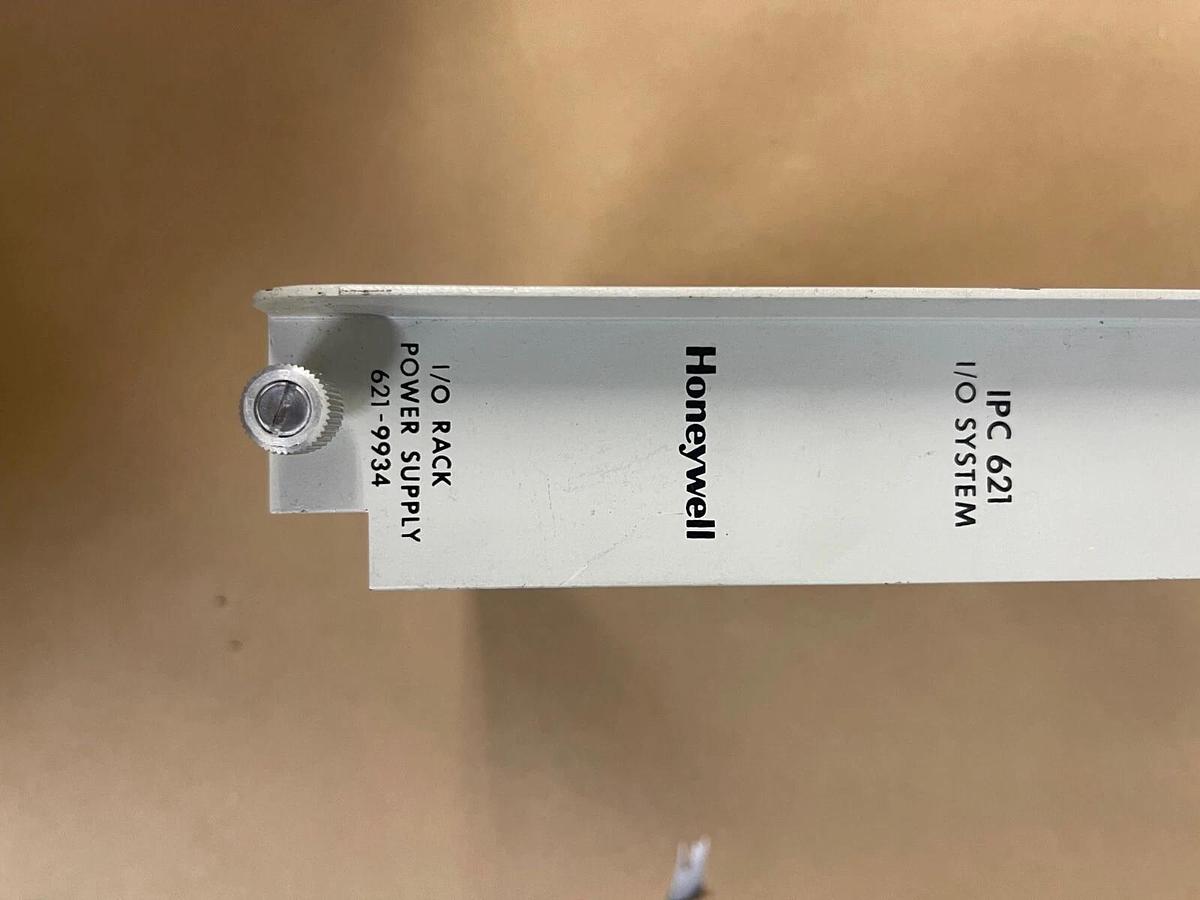 IPC 621
I/O SYSTEM
Honeywell
I/O RACK
POWER SUPPLY
621-9934